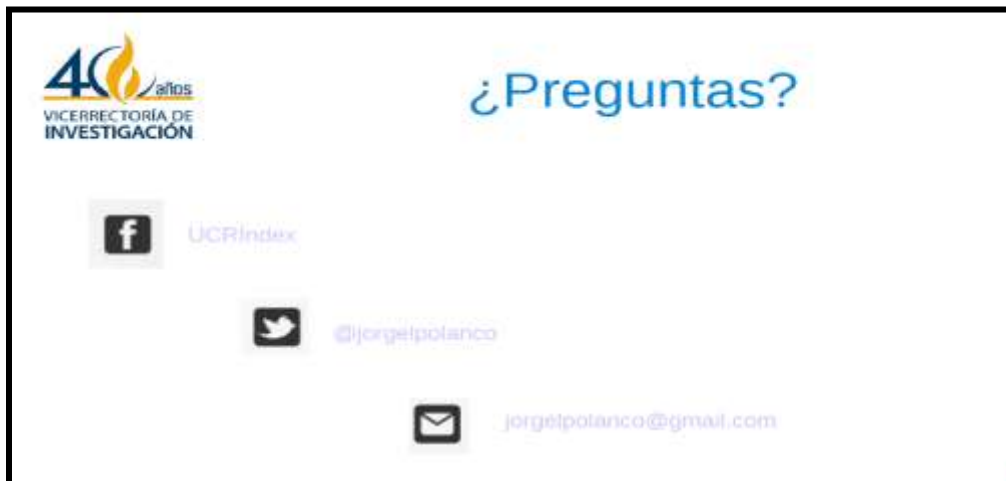 40 años
VICERRECTORÍA DE
INVESTIGACIÓN
¿Preguntas?
UCRIndex
@jorgelpolanco
jorgelpolanco@gmail.com